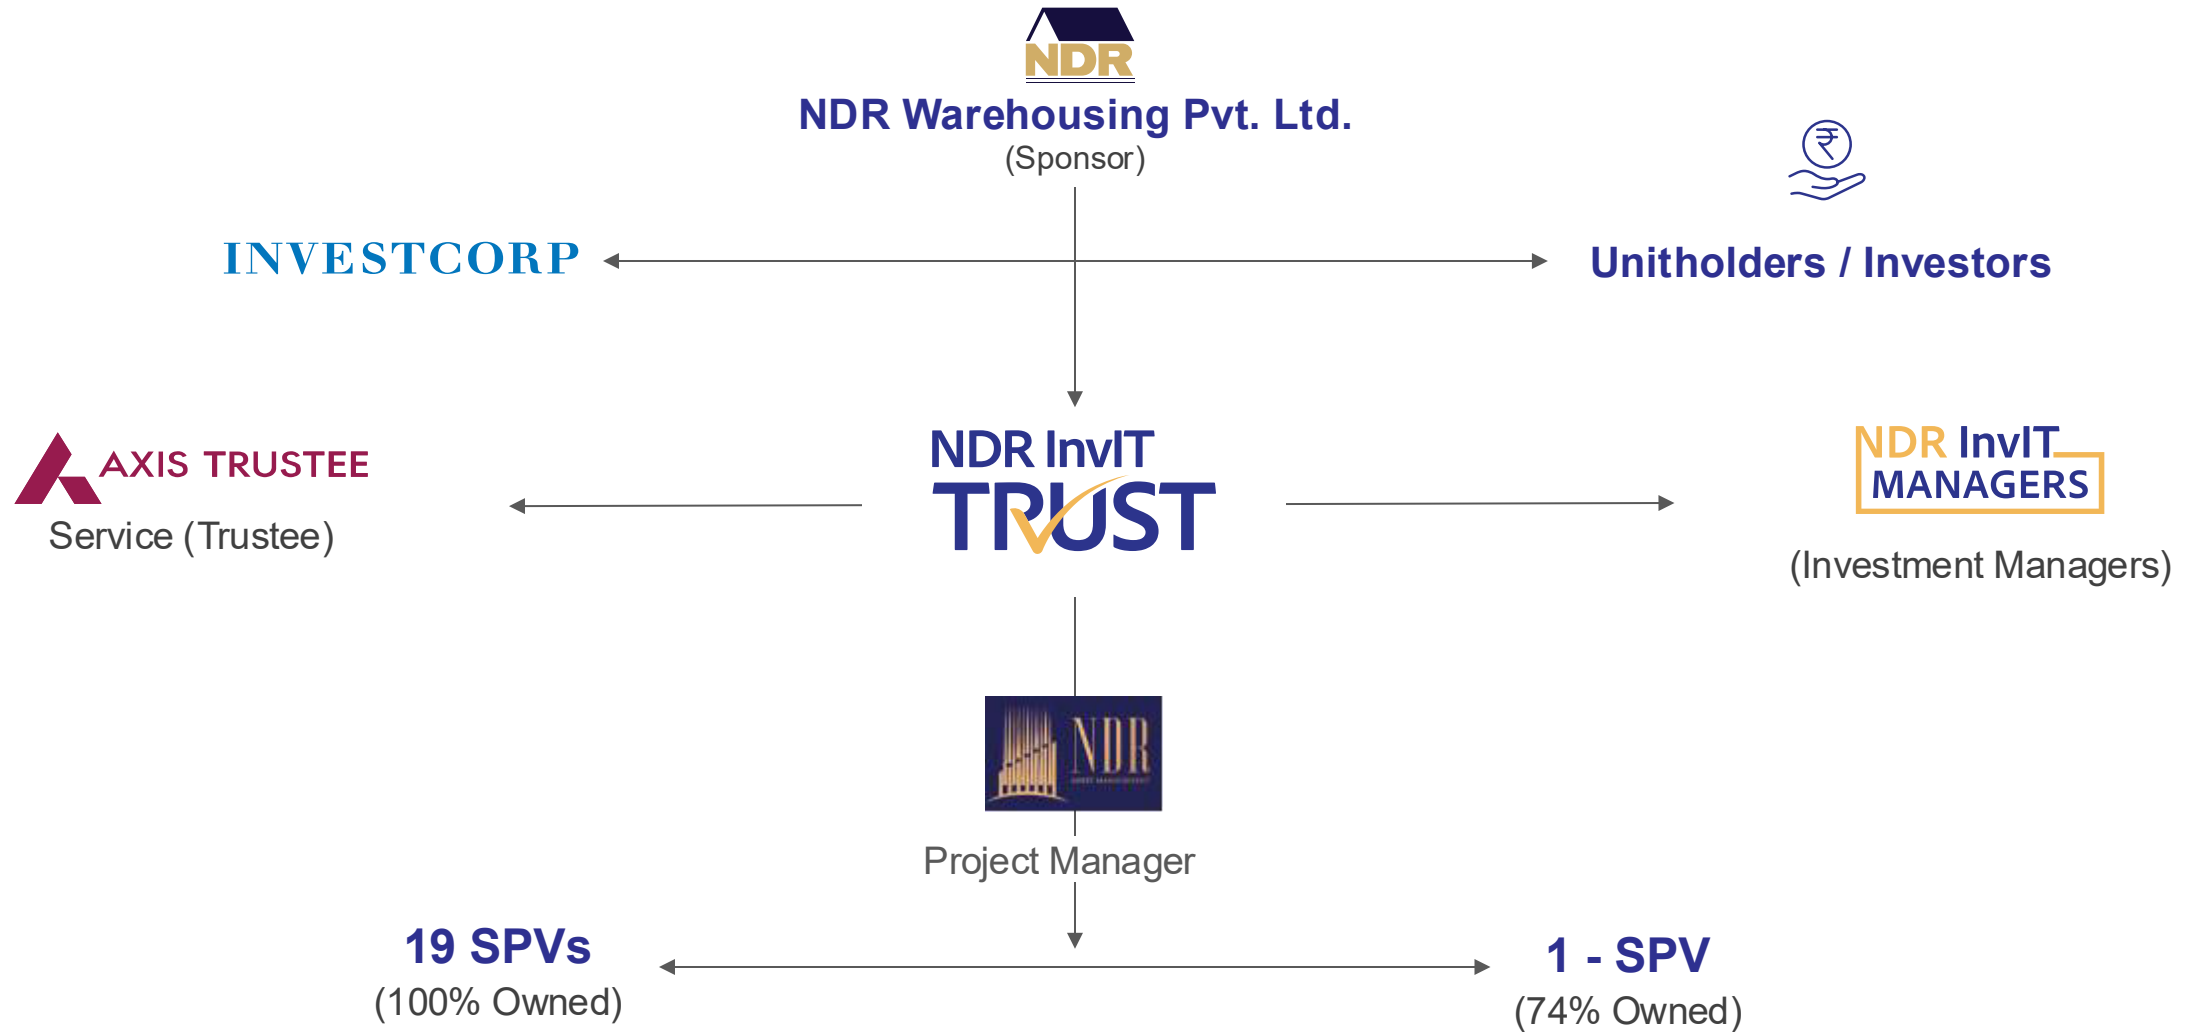 NDR
NDR Warehousing Pvt. Ltd.
(Sponsor)
₹
INVESTCORP
Unitholders / Investors
AXIS TRUSTEE
Service (Trustee)
NDR InvIT
TRUST
NDR InvIT
MANAGERS
(Investment Managers)
NDR
Project Manager
19 SPVs
(100% Owned)
1 - SPV
(74% Owned)